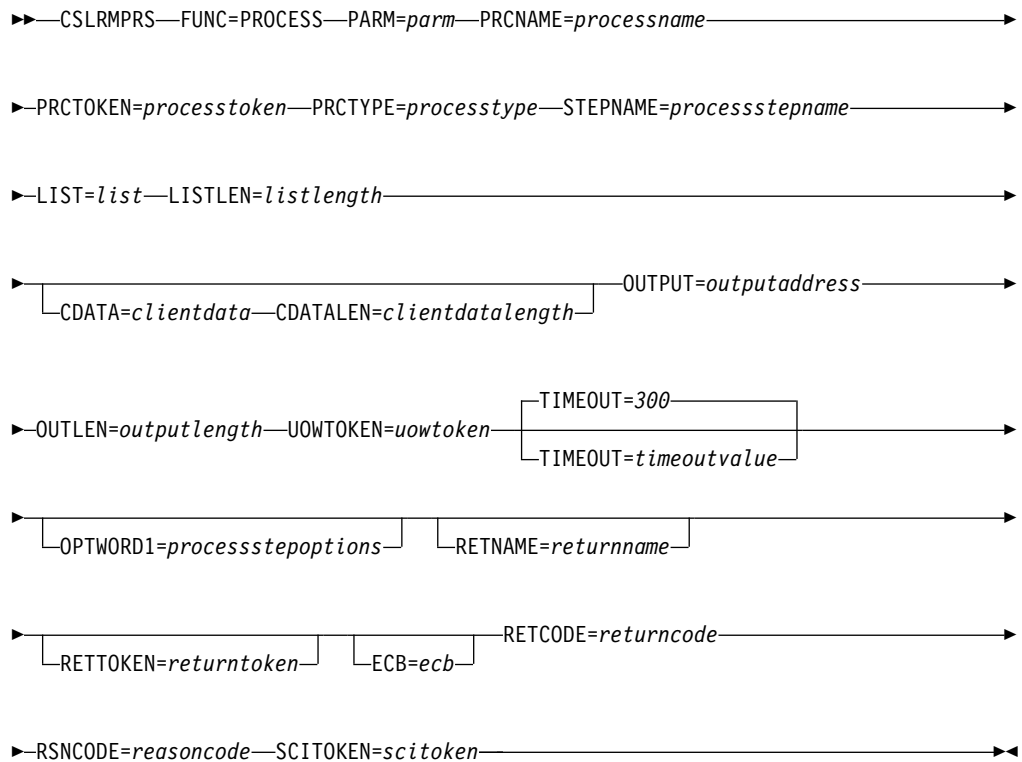 CSLRMPRS FUNC=PROCESS PARM=parm PRCNAME=processname
PRCTOKEN=processtoken PRCTYPE=processtype STEPNAME=processstepname
LIST=list LISTLEN=listlength
OUTPUT=outputaddress
CDATA=clientdata CDATALEN=clientdatalength
TIMEOUT=300
OUTLEN=outputlength UOWTOKEN=uowtoken
TIMEOUT=timeoutvalue
OPTWORD1=processstepoptions RETNAME=returnname
RETCODE=returncode
RETTOKEN=returntoken ECB=ecb
RSNCODE=reasoncode SCITOKEN=scitoken